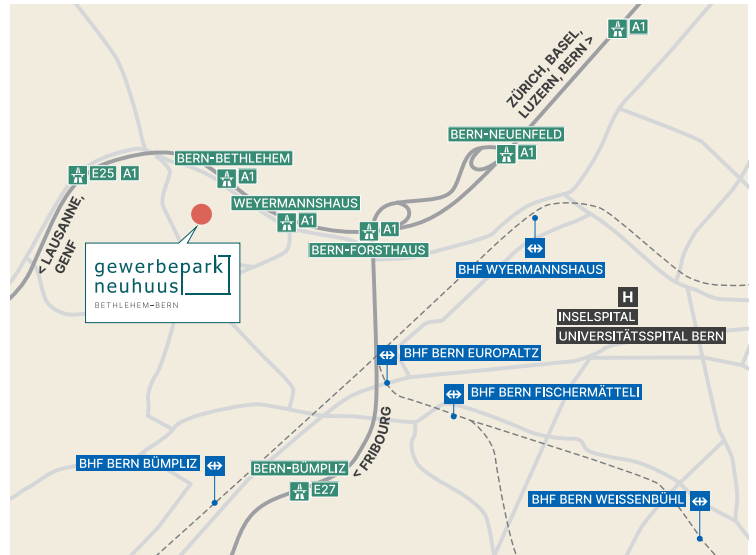 A1
ZÜRICH, BASEL,
LUZERN, BERN >
BERN-NEUENFELD
A1
BERN-BETHLEHEM
A1
E25 A1
WEYERMANNSHAUS
A1
A1
BERN-FORSTHAUS
< LAUSANNE,
GENF
gewerbepark
neuhuus
BETHLEHEM–BERN
BHF WYERMANNSHAUS
H
INSELSPITAL
UNIVERSITÄTSSPITAL BERN
BHF BERN EUROPALTZ
BHF BERN FISCHERMÄTTELI
< FRIBOURG
BHF BERN BÜMPLIZ
BERN-BÜMPLIZ
E27
BHF BERN WEISSENBÜHL